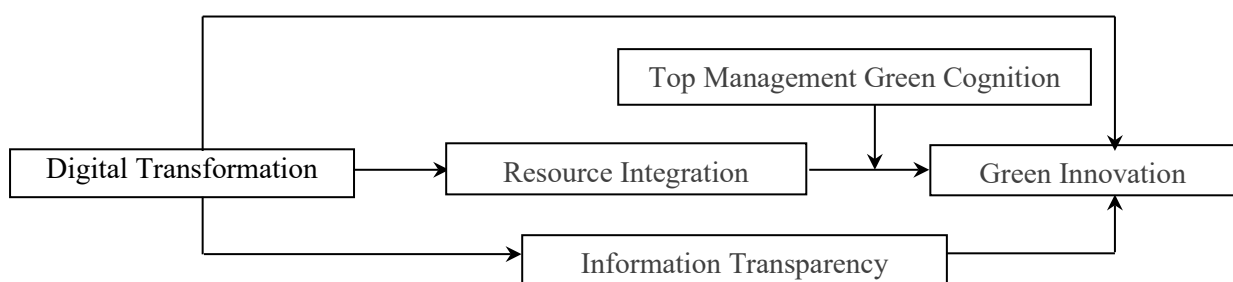 Top Management Green Cognition
Digital Transformation
Resource Integration
Green Innovation
Information Transparency